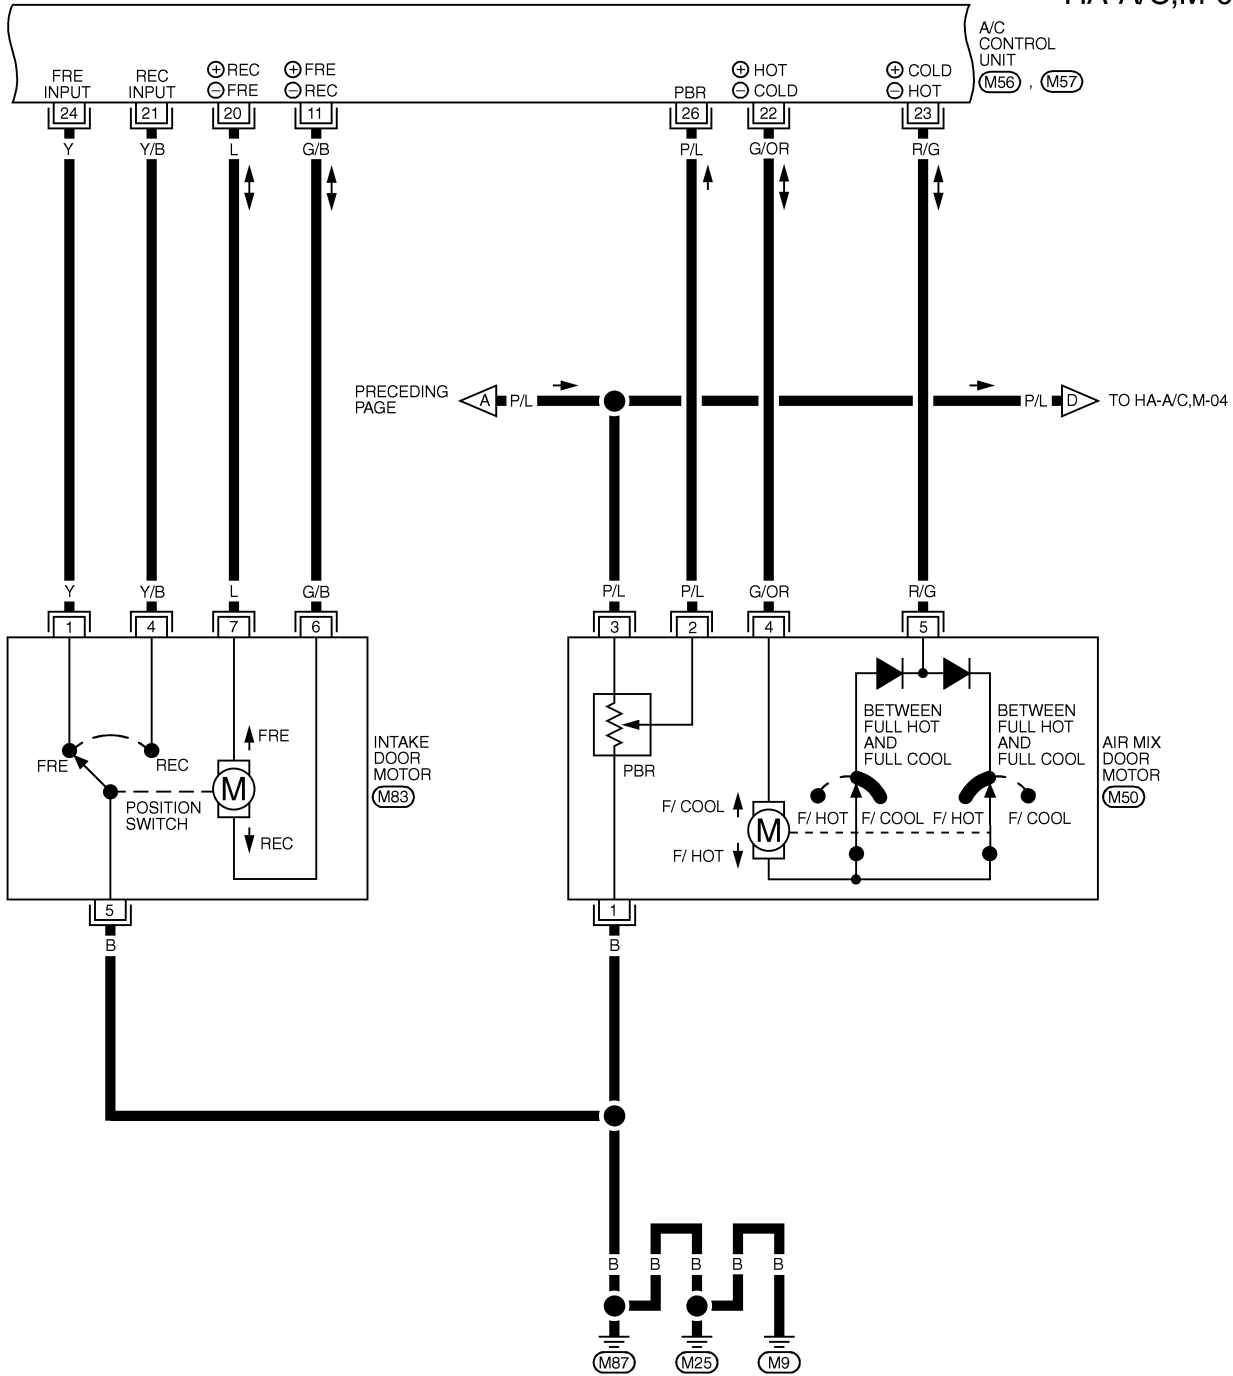 A/C
CONTROL
UNIT
M56 , M57
FRE
INPUT
REC
INPUT
+ REC
− FRE
+ FRE
− REC
PBR
+ HOT
− COLD
+ COLD
− HOT
24 21 20 11 26 22 23
Y Y/B L G/B P/L G/OR R/G
PRECEDING
PAGE
A P/L P/L D TO HA-A/C,M-04
Y Y/B L G/B P/L P/L G/OR R/G
1 4 7 6 3 2 4 5
FRE
REC
POSITION
SWITCH
FRE
M
REC
INTAKE
DOOR
MOTOR
M83
PBR
F/ COOL
M
F/ HOT
BETWEEN
FULL HOT
AND
FULL COOL
BETWEEN
FULL HOT
AND
FULL COOL
F/ HOT F/ COOL F/ HOT F/ COOL
AIR MIX
DOOR
MOTOR
M50
5 1
B B
B B B B B
M87 M25 M9